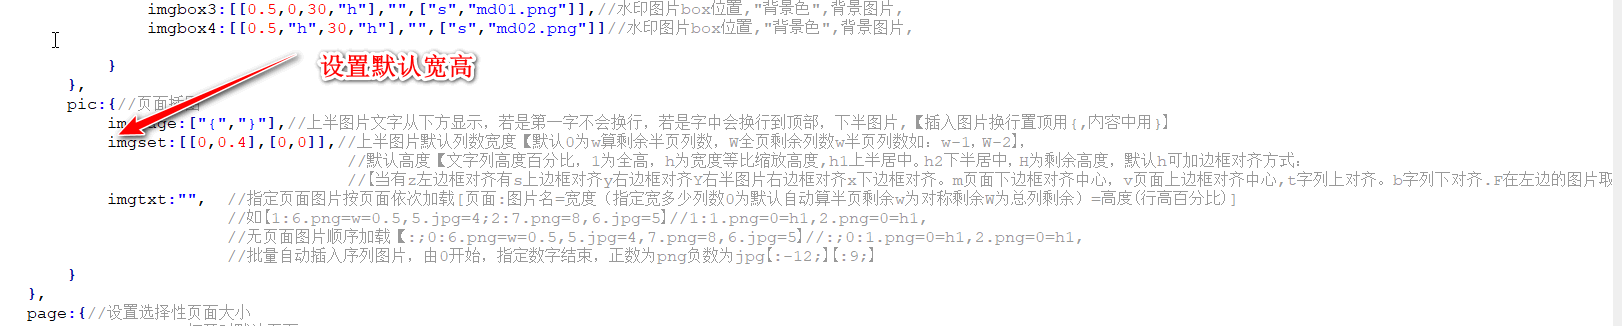 imgbox3:[[0.5,0,30,"h"],"",["s","md01.png"]],//水印图片box位置,"背景色",背景图片,
imgbox4:[[0.5,"h",30,"h"],"",["s","md02.png"]]//水印图片box位置,"背景色",背景图片,
}
设置默认宽高
},
pic:{//页面插图
ge:["{","}"],//上半图片文字从下方显示，若是第一字不会换行，若是字中会换行到顶部，下半图片,【插入图片换行置顶用{,内容中用}】
imgset:[[0,0.4],[0,0]],//上半图片默认列数宽度【默认0为w算剩余半页列数，W全页剩余列数w半页列数如：w-1，W-2】,
//默认高度【文字列高度百分比，1为全高，h为宽度等比缩放高度,h1上半居中。h2下半居中，H为剩余高度，默认h可加边框对齐方式：
//【当有z左边框对齐有s上边框对齐y右边框对齐Y右半图片右边框对齐x下边框对齐。m页面下边框对齐中心，v页面上边框对齐中心,t字列上对齐。b字列下对齐.F在左边的图片取
imgtxt:"", //指定页面图片按页面依次加载[页面:图片名=宽度（指定宽多少列数0为默认自动算半页剩余w为对称剩余W为总列剩余）=高度(行高百分比)]
//如【1:6.png=w=0.5,5.jpg=4;2:7.png=8,6.jpg=5】//1:1.png=0=h1,2.png=0=h1,
//无页面图片顺序加载【:;0:6.png=w=0.5,5.jpg=4,7.png=8,6.jpg=5】//:;0:1.png=0=h1,2.png=0=h1,
//批量自动插入序列图片，由0开始，指定数字结束，正数为png负数为jpg【:-12;】【:9;】
}
},
page:{//设置选择性页面大小